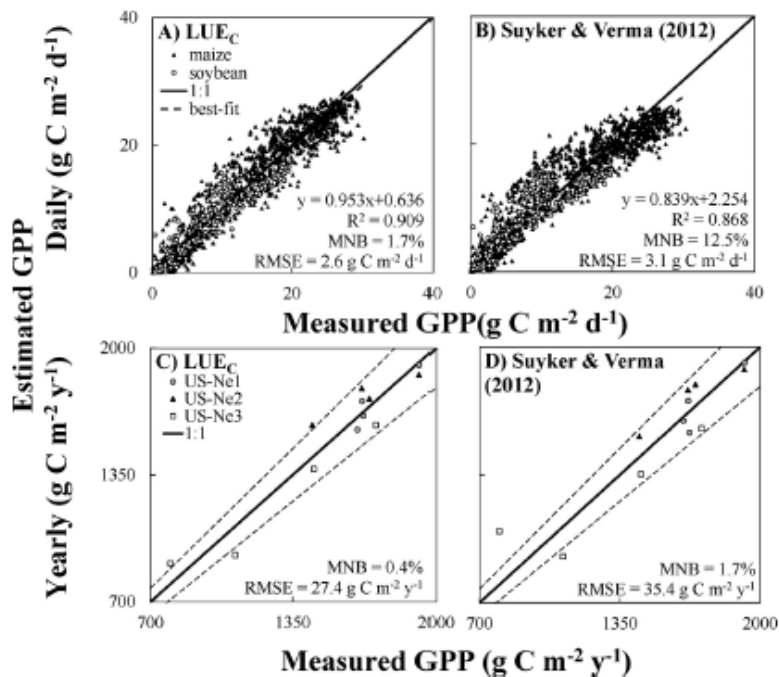 Estimated GPP
Daily (g C m⁻² d⁻¹)
40
20
0
A) LUE_C
maize
soybean
1:1
best-fit
y = 0.953x+0.636
R² = 0.909
MNB = 1.7%
RMSE = 2.6 g C m⁻² d⁻¹
0 20 40
B) Suyker & Verma (2012)
y = 0.839x+2.254
R² = 0.868
MNB = 12.5%
RMSE = 3.1 g C m⁻² d⁻¹
0 20 40
Measured GPP(g C m⁻² d⁻¹)
Yearly (g C m⁻² y⁻¹)
2000
1350
700
C) LUE_C
US-Ne1
US-Ne2
US-Ne3
1:1
MNB = 0.4%
RMSE = 27.4 g C m⁻² y⁻¹
700 1350 2000
D) Suyker & Verma
(2012)
MNB = 1.7%
RMSE = 35.4 g C m⁻² y⁻¹
700 1350 2000
Measured GPP (g C m⁻² y⁻¹)